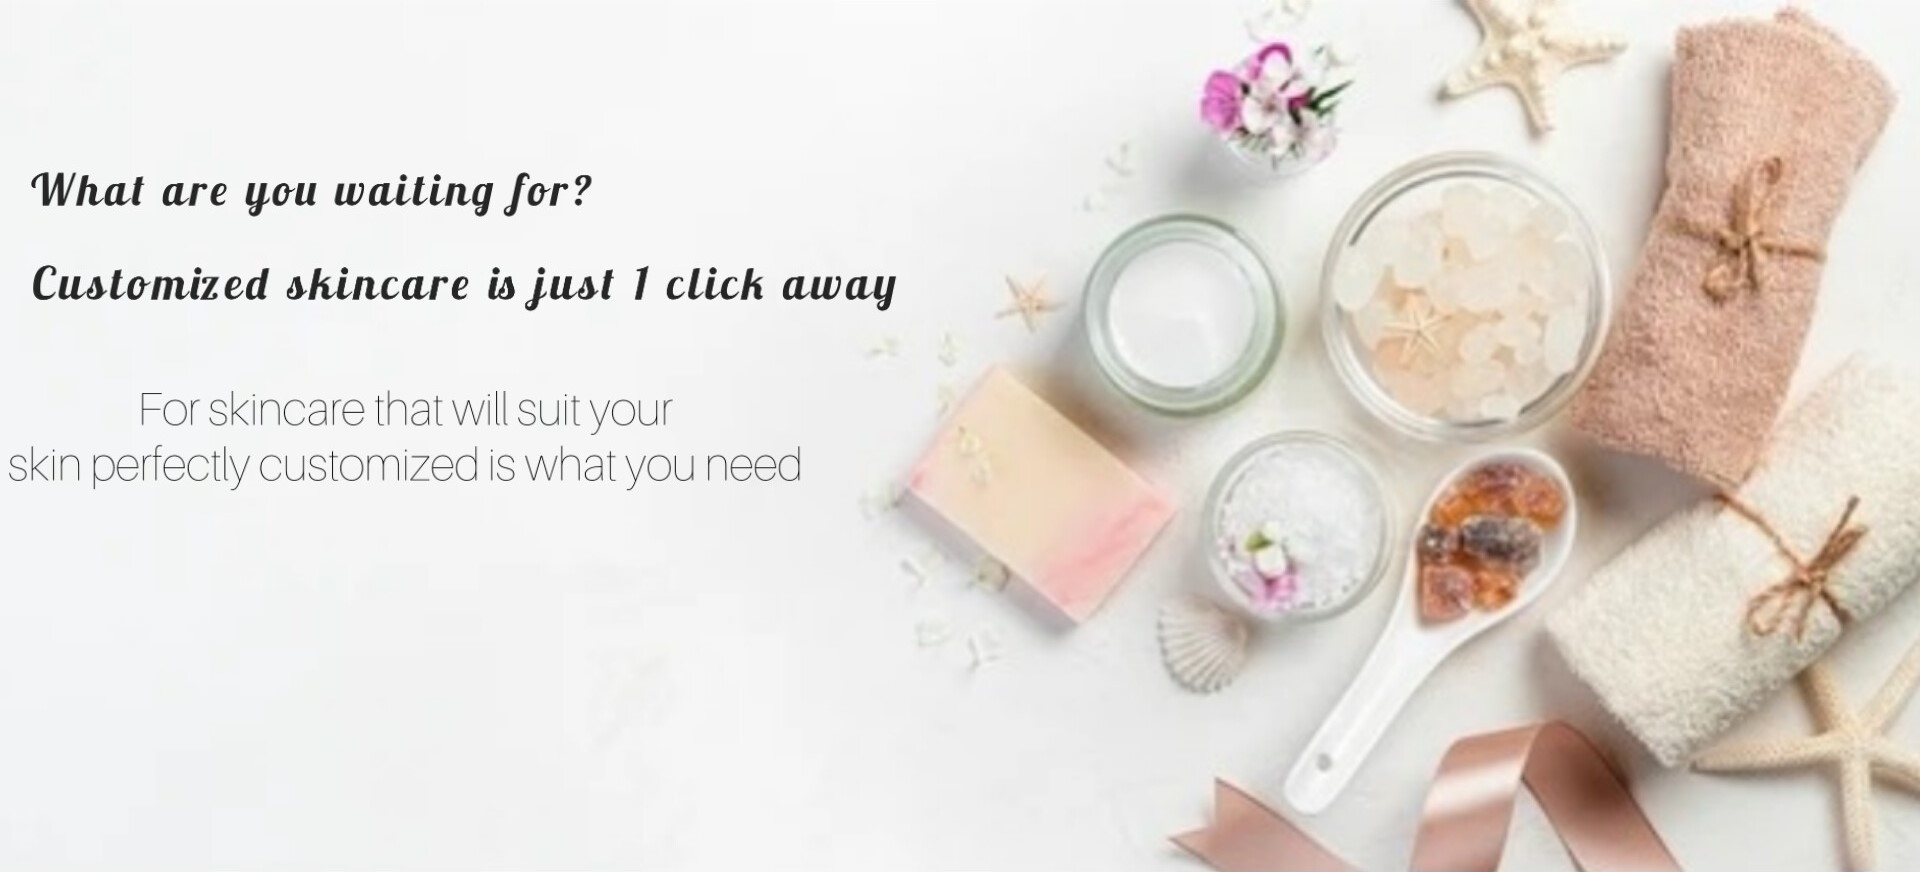 What are you waiting for?
Customized skincare is just 1 click away
For skincare that will suit your
skin perfectly customized is what you need